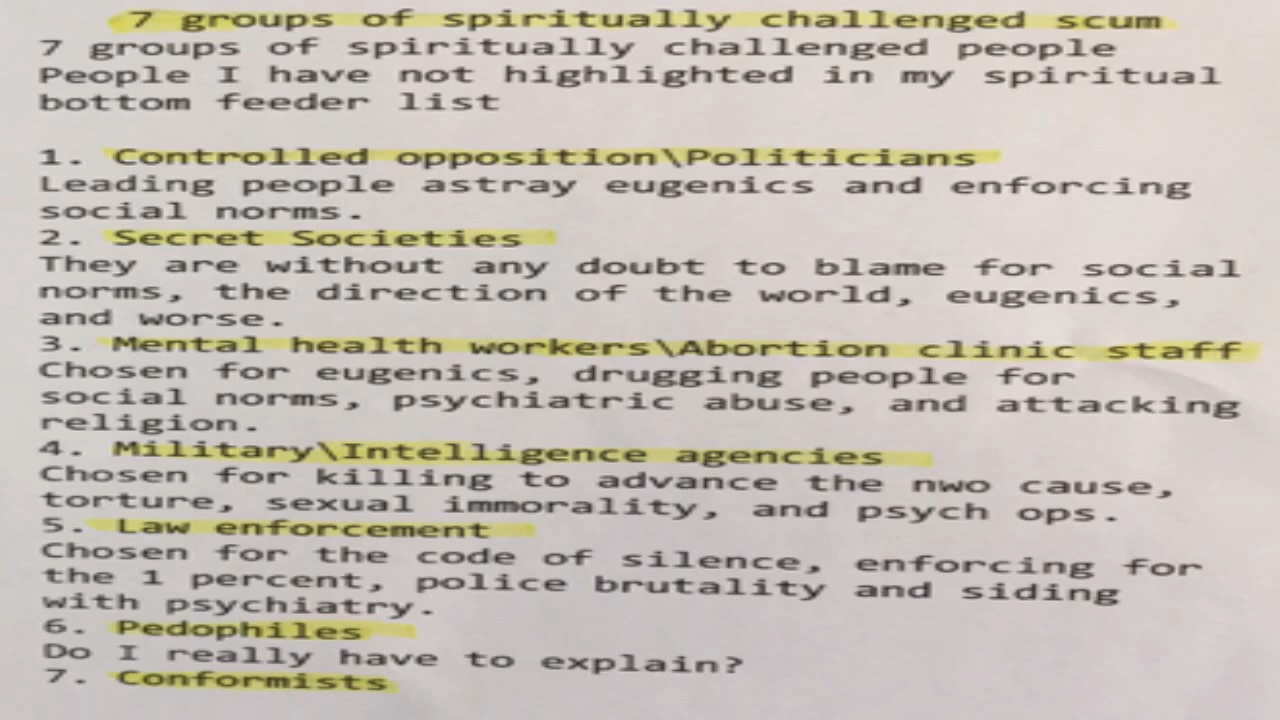 7 groups of spiritually challenged scum
7 groups of spiritually challenged people
People I have not highlighted in my spiritual
bottom feeder list
1. Controlled opposition\Politicians
Leading people astray eugenics and enforcing
social norms.
2. Secret Societies
They are without any doubt to blame for social
norms, the direction of the world, eugenics,
and worse.
3. Mental health workers\Abortion clinic staff
Chosen for eugenics, drugging people for
social norms, psychiatric abuse, and attacking
religion.
4. Military\Intelligence agencies
Chosen for killing to advance the nwo cause,
torture, sexual immorality, and psych ops.
5. Law enforcement
Chosen for the code of silence, enforcing for
the 1 percent, police brutality and siding
with psychiatry.
6. Pedophiles
Do I really have to explain?
7. Conformists